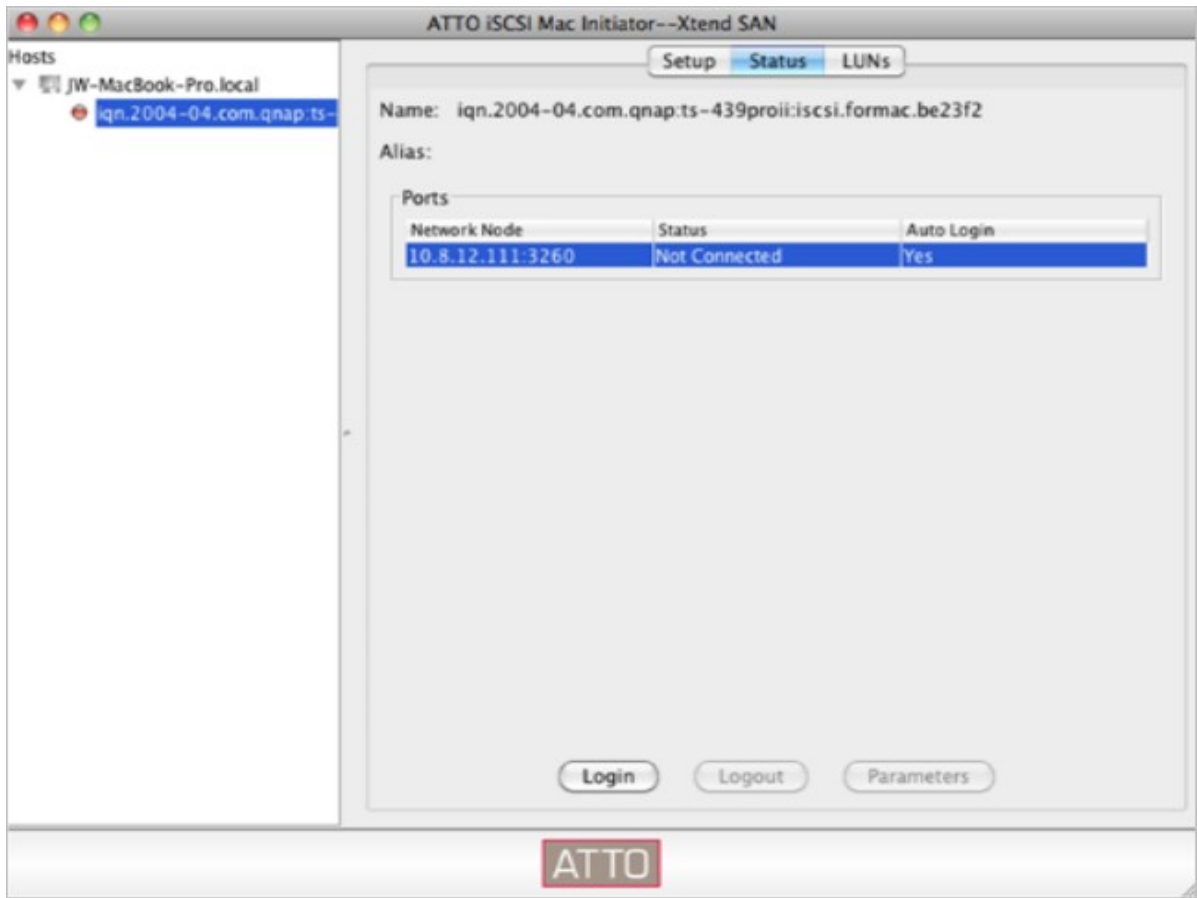 ATTO iSCSI Mac Initiator--Xtend SAN
Hosts
JW-MacBook-Pro.local
iqn.2004-04.com.qnap:ts-
Setup Status LUNs
Name: iqn.2004-04.com.qnap:ts-439proii:iscsi.formac.be23f2
Alias:
Ports
Network Node Status Auto Login
10.8.12.111:3260 Not Connected Yes
Login Logout Parameters
ATTO